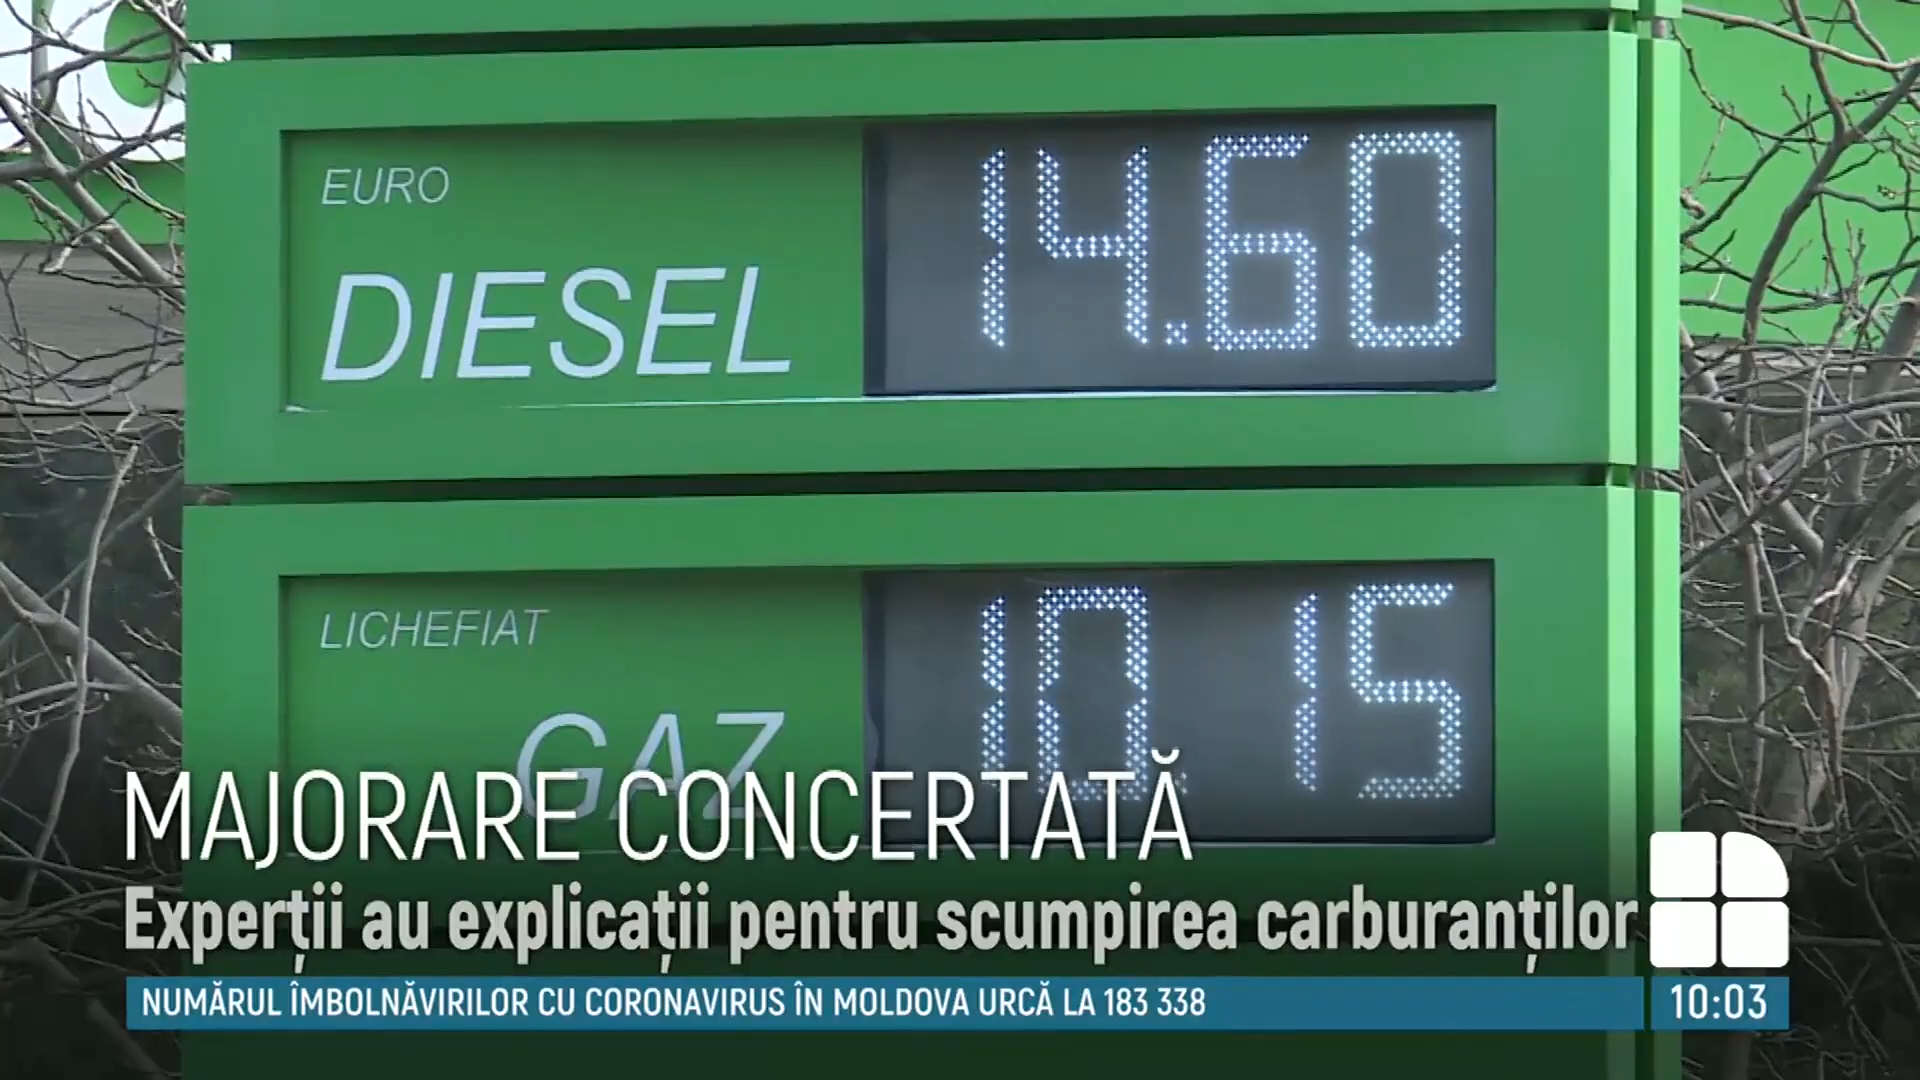 EURO
DIESEL
14.60
LICHEFIAT
GAZ
10.15
MAJORARE CONCERTATĂ
Experții au explicații pentru scumpirea carburanților
NUMĂRUL ÎMBOLNĂVIRILOR CU CORONAVIRUS ÎN MOLDOVA URCĂ LA 183 338
10:03